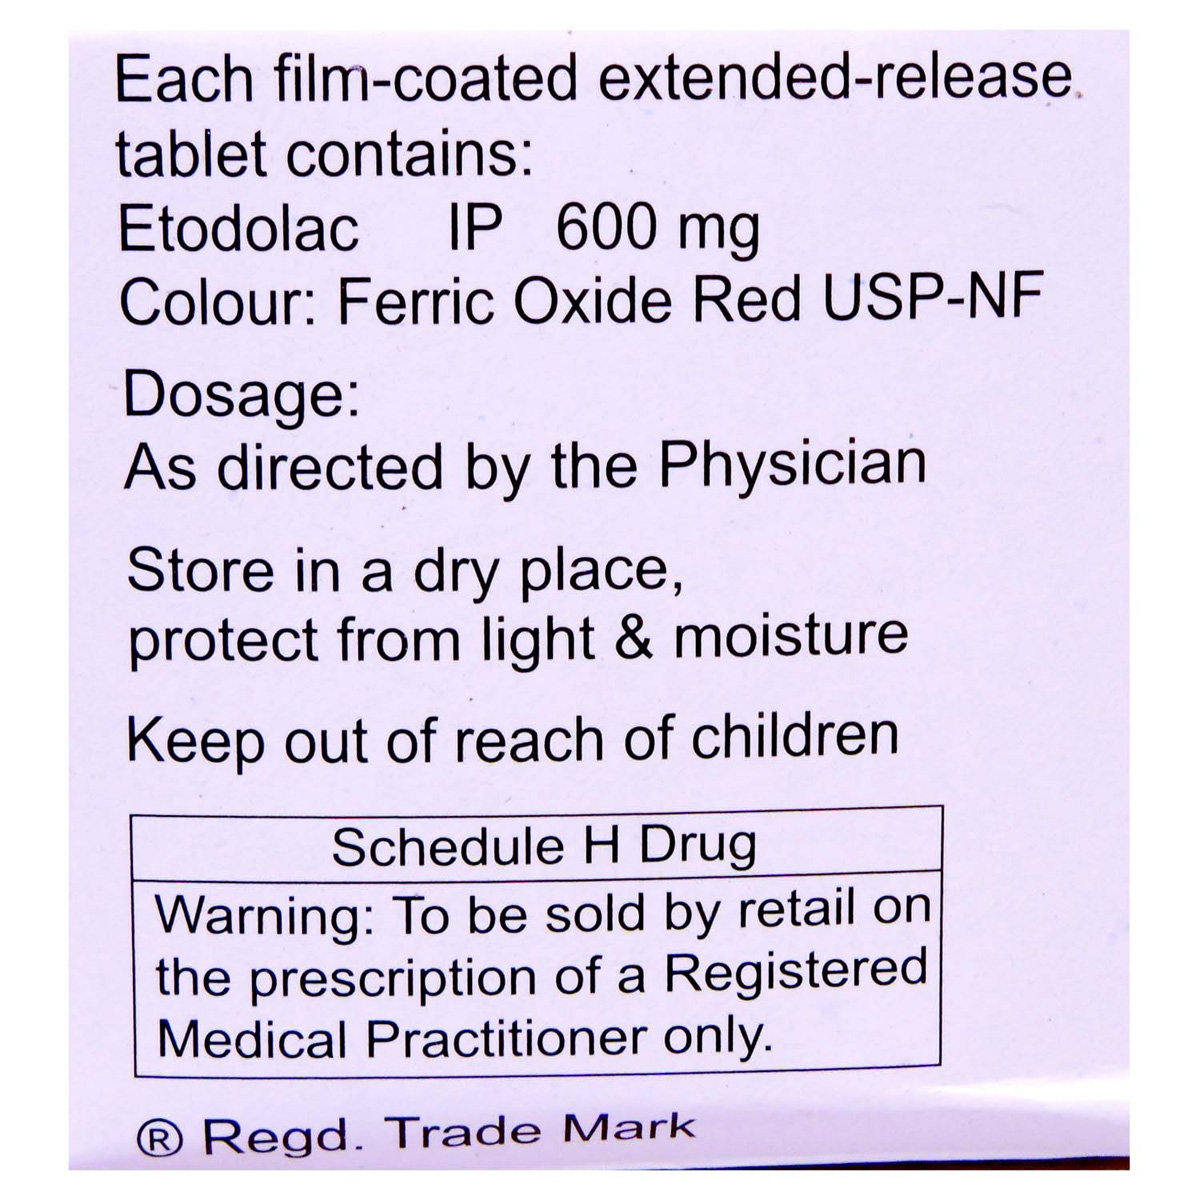 Each film-coated extended-release
tablet contains:
Etodolac IP 600 mg
Colour: Ferric Oxide Red USP-NF
Dosage:
As directed by the Physician
Store in a dry place,
protect from light & moisture
Keep out of reach of children
Schedule H Drug
Warning: To be sold by retail on
the prescription of a Registered
Medical Practitioner only.
® Regd. Trade Mark